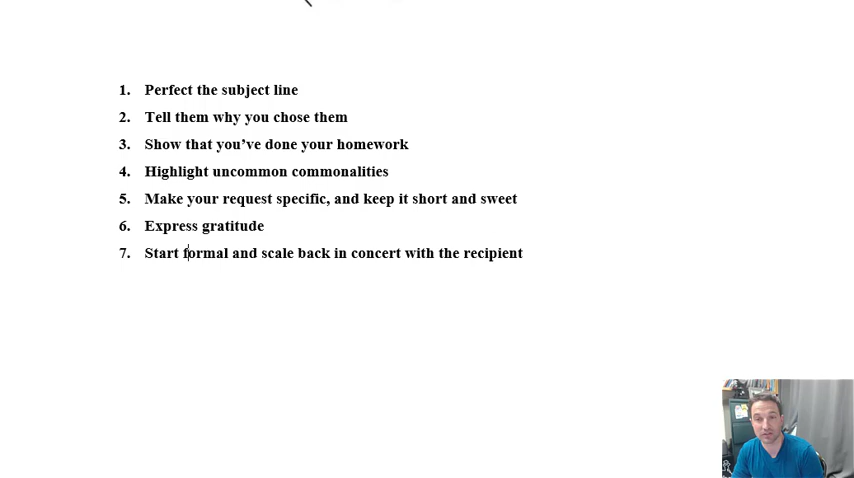 1. Perfect the subject line
2. Tell them why you chose them
3. Show that you’ve done your homework
4. Highlight uncommon commonalities
5. Make your request specific, and keep it short and sweet
6. Express gratitude
7. Start formal and scale back in concert with the recipient